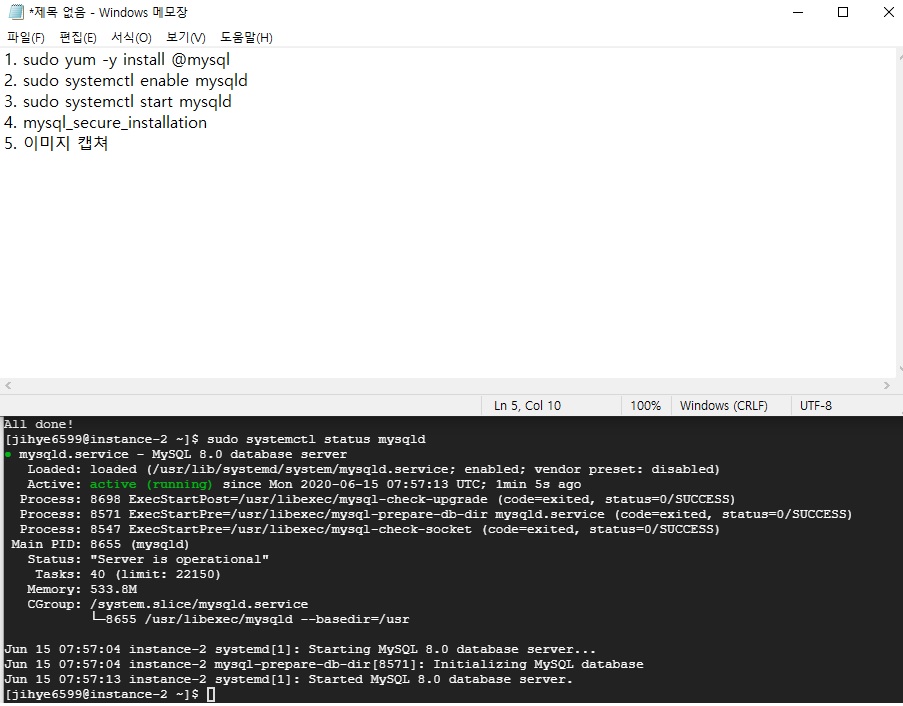 *제목 없음 - Windows 메모장
파일(F) 편집(E) 서식(O) 보기(V) 도움말(H)
1. sudo yum -y install @mysql
2. sudo systemctl enable mysqld
3. sudo systemctl start mysqld
4. mysql_secure_installation
5. 이미지 캡쳐
Ln 5, Col 10 100% Windows (CRLF) UTF-8
All done!
[jihye6599@instance-2 ~]$ sudo systemctl status mysqld
● mysqld.service - MySQL 8.0 database server
Loaded: loaded (/usr/lib/systemd/system/mysqld.service; enabled; vendor preset: disabled)
Active: active (running) since Mon 2020-06-15 07:57:13 UTC; 1min 5s ago
Process: 8698 ExecStartPost=/usr/libexec/mysql-check-upgrade (code=exited, status=0/SUCCESS)
Process: 8571 ExecStartPre=/usr/libexec/mysql-prepare-db-dir mysqld.service (code=exited, status=0/SUCCESS)
Process: 8547 ExecStartPre=/usr/libexec/mysql-check-socket (code=exited, status=0/SUCCESS)
Main PID: 8655 (mysqld)
Status: "Server is operational"
Tasks: 40 (limit: 22150)
Memory: 533.8M
CGroup: /system.slice/mysqld.service
└─8655 /usr/libexec/mysqld --basedir=/usr
Jun 15 07:57:04 instance-2 systemd[1]: Starting MySQL 8.0 database server...
Jun 15 07:57:04 instance-2 mysql-prepare-db-dir[8571]: Initializing MySQL database
Jun 15 07:57:13 instance-2 systemd[1]: Started MySQL 8.0 database server.
[jihye6599@instance-2 ~]$